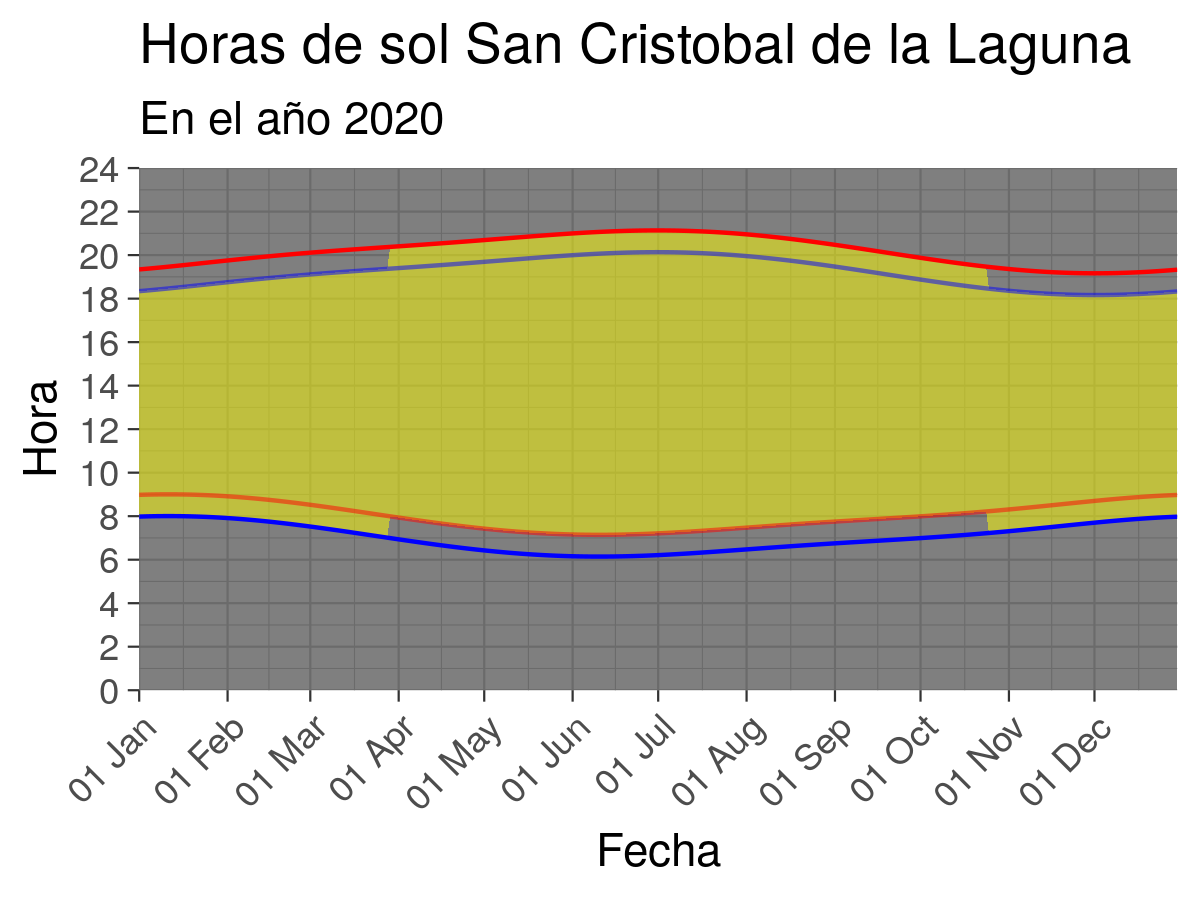 Horas de sol San Cristobal de la Laguna
En el año 2020
24
22
20
18
16
14
12
10
8
6
4
2
0
Hora
01 Jan
01 Feb
01 Mar
01 Apr
01 May
01 Jun
01 Jul
01 Aug
01 Sep
01 Oct
01 Nov
01 Dec
Fecha